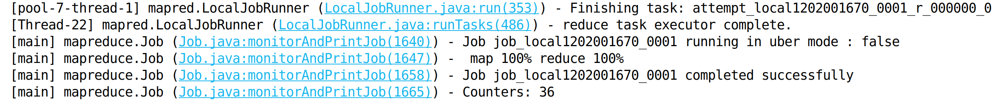 [pool-7-thread-1] mapred.LocalJobRunner (LocalJobRunner.java:run(353)) - Finishing task: attempt_local1202001670_0001_r_000000_0
[Thread-22] mapred.LocalJobRunner (LocalJobRunner.java:runTasks(486)) - reduce task executor complete.
[main] mapreduce.Job (Job.java:monitorAndPrintJob(1640)) - Job job_local1202001670_0001 running in uber mode : false
[main] mapreduce.Job (Job.java:monitorAndPrintJob(1647)) -  map 100% reduce 100%
[main] mapreduce.Job (Job.java:monitorAndPrintJob(1658)) - Job job_local1202001670_0001 completed successfully
[main] mapreduce.Job (Job.java:monitorAndPrintJob(1665)) - Counters: 36